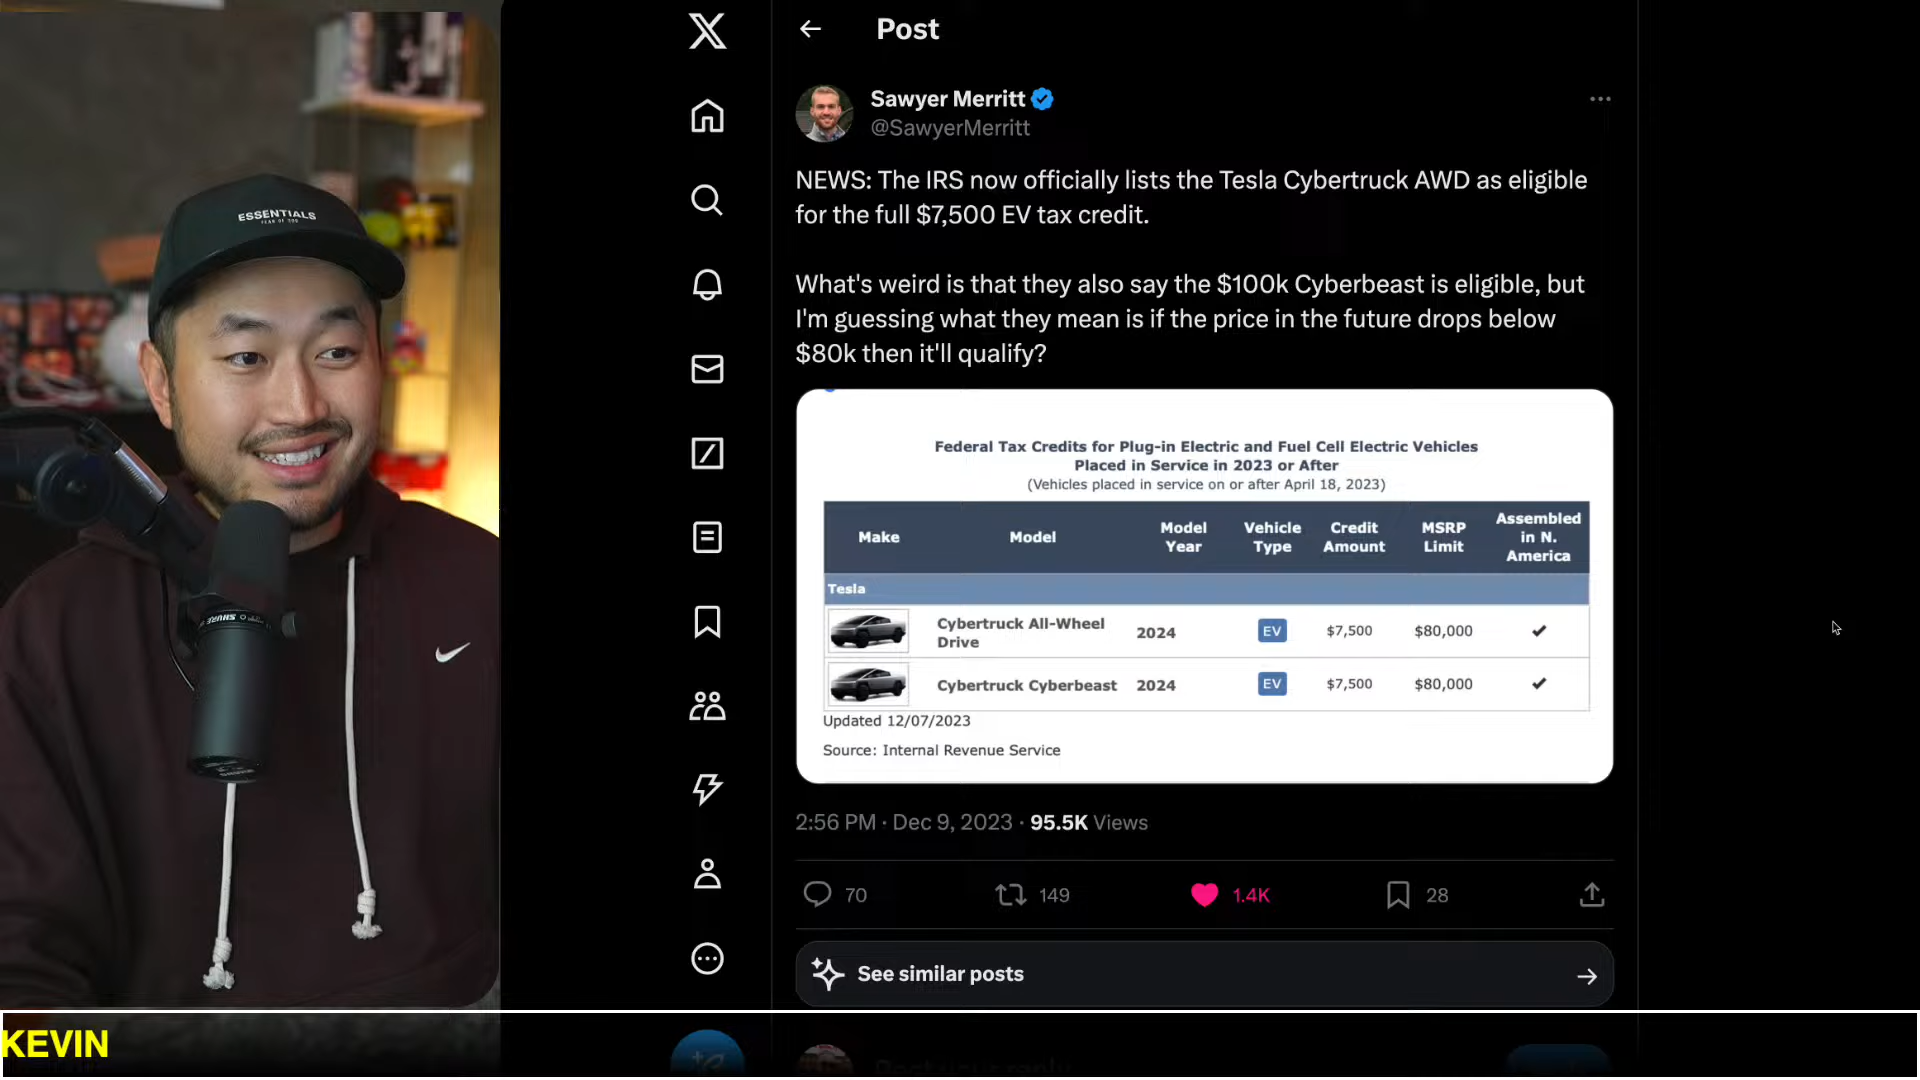 Post
Sawyer Merritt
@SawyerMerritt
NEWS: The IRS now officially lists the Tesla Cybertruck AWD as eligible
for the full $7,500 EV tax credit.
What's weird is that they also say the $100k Cyberbeast is eligible, but
I'm guessing what they mean is if the price in the future drops below
$80k then it'll qualify?
Federal Tax Credits for Plug-in Electric and Fuel Cell Electric Vehicles
Placed in Service in 2023 or After
(Vehicles placed in service on or after April 18, 2023)
Make Model Model Year Vehicle Type Credit Amount MSRP Limit Assembled in N. America
Tesla
Cybertruck All-Wheel Drive 2024 EV $7,500 $80,000 ✔
Cybertruck Cyberbeast 2024 EV $7,500 $80,000 ✔
Updated 12/07/2023
Source: Internal Revenue Service
2:56 PM · Dec 9, 2023 · 95.5K Views
70 149 1.4K 28
See similar posts
Post your reply
ESSENTIALS
FEAR OF GOD
SHURE
KEVIN